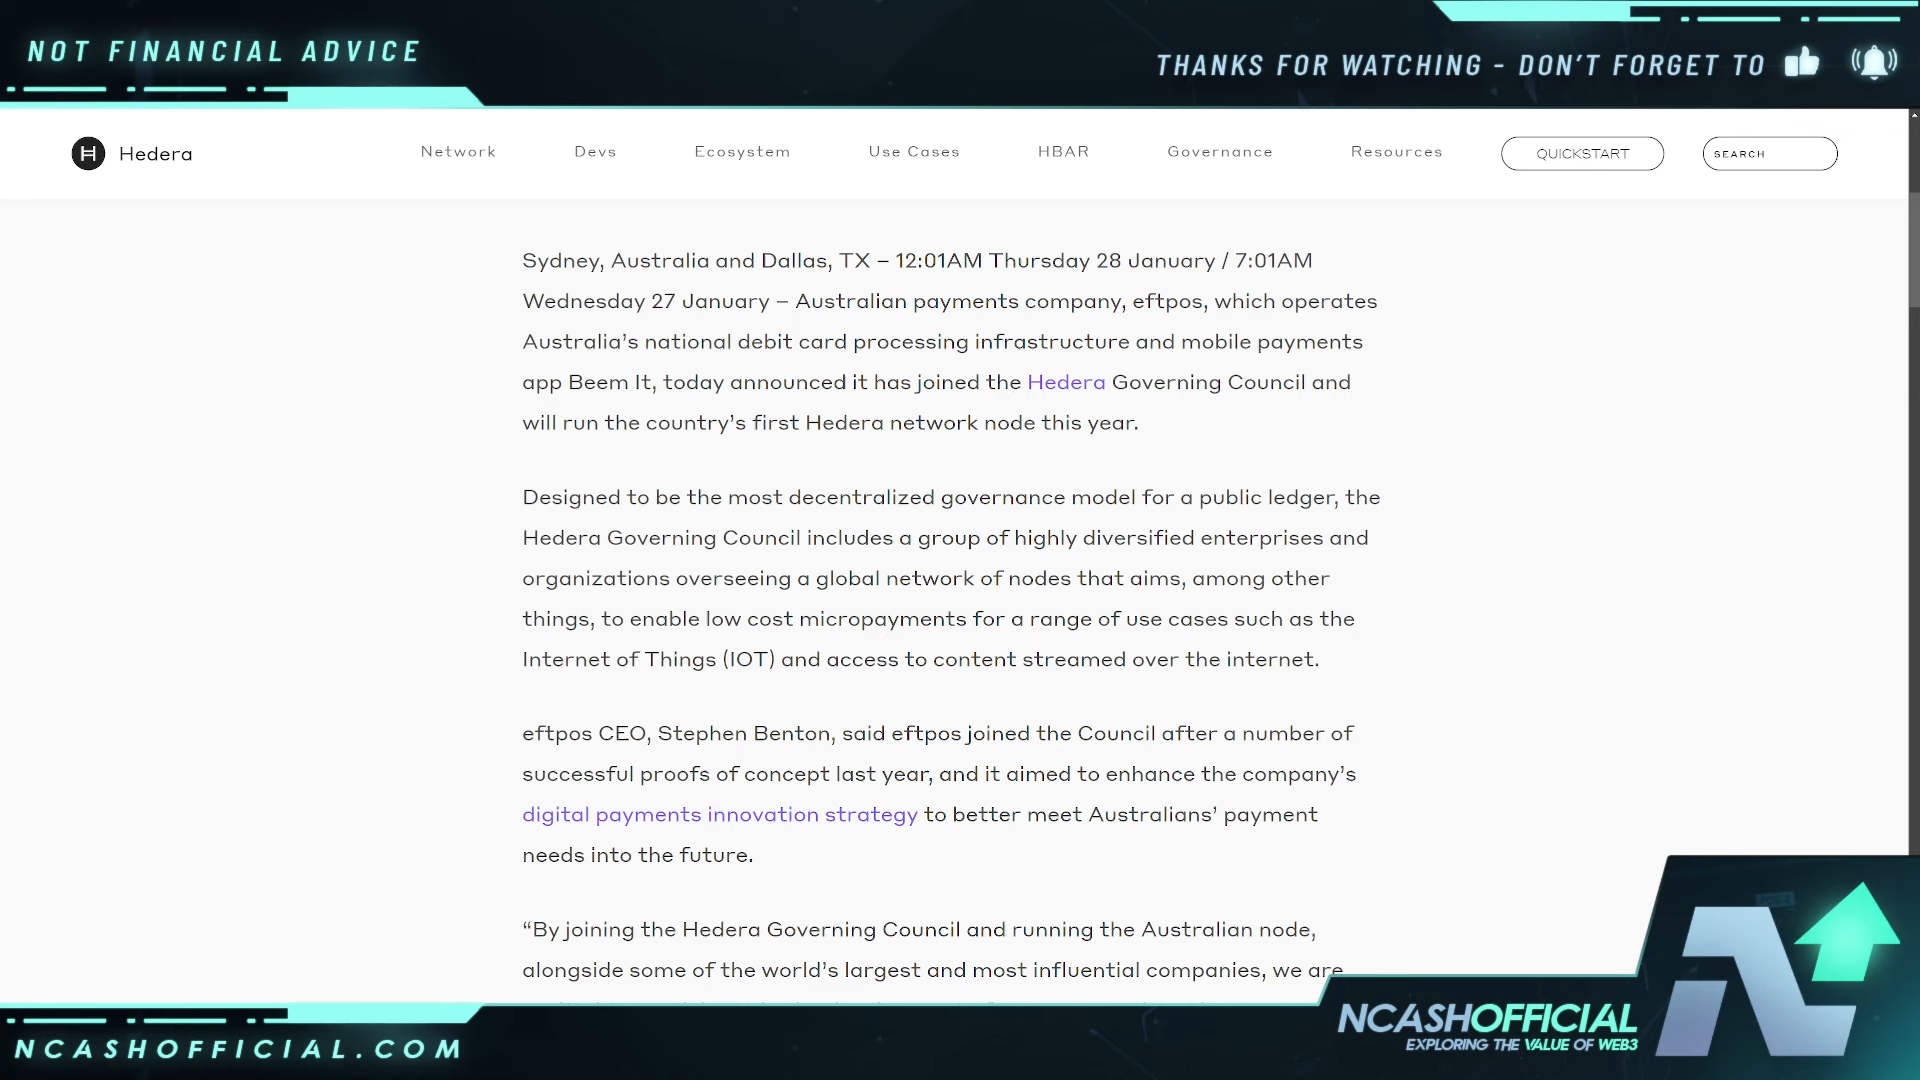 NOT FINANCIAL ADVICE
THANKS FOR WATCHING - DON'T FORGET TO
Hedera
Network
Devs
Ecosystem
Use Cases
HBAR
Governance
Resources
QUICKSTART
SEARCH
Sydney, Australia and Dallas, TX – 12:01AM Thursday 28 January / 7:01AM
Wednesday 27 January – Australian payments company, eftpos, which operates
Australia's national debit card processing infrastructure and mobile payments
app Beem It, today announced it has joined the Hedera Governing Council and
will run the country's first Hedera network node this year.
Designed to be the most decentralized governance model for a public ledger, the
Hedera Governing Council includes a group of highly diversified enterprises and
organizations overseeing a global network of nodes that aims, among other
things, to enable low cost micropayments for a range of use cases such as the
Internet of Things (IOT) and access to content streamed over the internet.
eftpos CEO, Stephen Benton, said eftpos joined the Council after a number of
successful proofs of concept last year, and it aimed to enhance the company's
digital payments innovation strategy to better meet Australians' payment
needs into the future.
“By joining the Hedera Governing Council and running the Australian node,
alongside some of the world's largest and most influential companies, we are
NCASHOFFICIAL
EXPLORING THE VALUE OF WEB3
NCASHOFFICIAL.COM